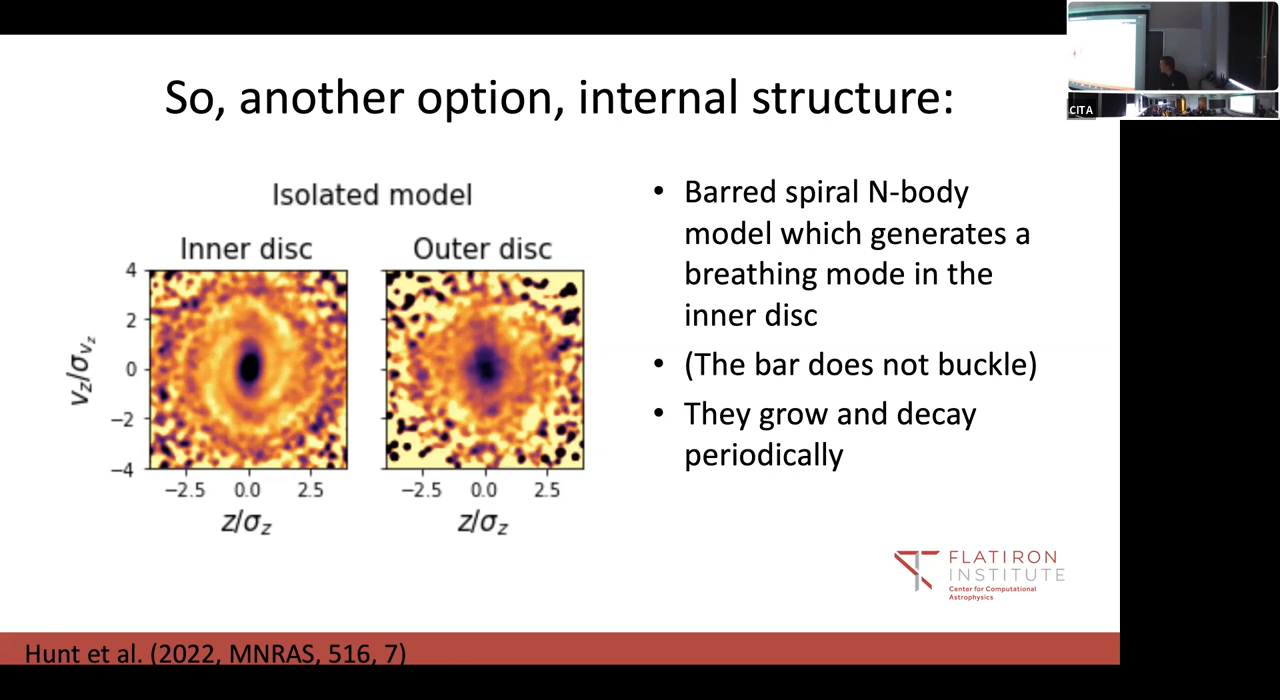 So, another option, internal structure:
Isolated model
Inner disc
Outer disc
4
2
0
−2
−4
v_z/σ_{v_z}
−2.5
0.0
2.5
−2.5
0.0
2.5
z/σ_z
z/σ_z
• Barred spiral N-body
model which generates a
breathing mode in the
inner disc
• (The bar does not buckle)
• They grow and decay
periodically
FLATIRON
INSTITUTE
Center for Computational
Astrophysics
Hunt et al. (2022, MNRAS, 516, 7)
CITA